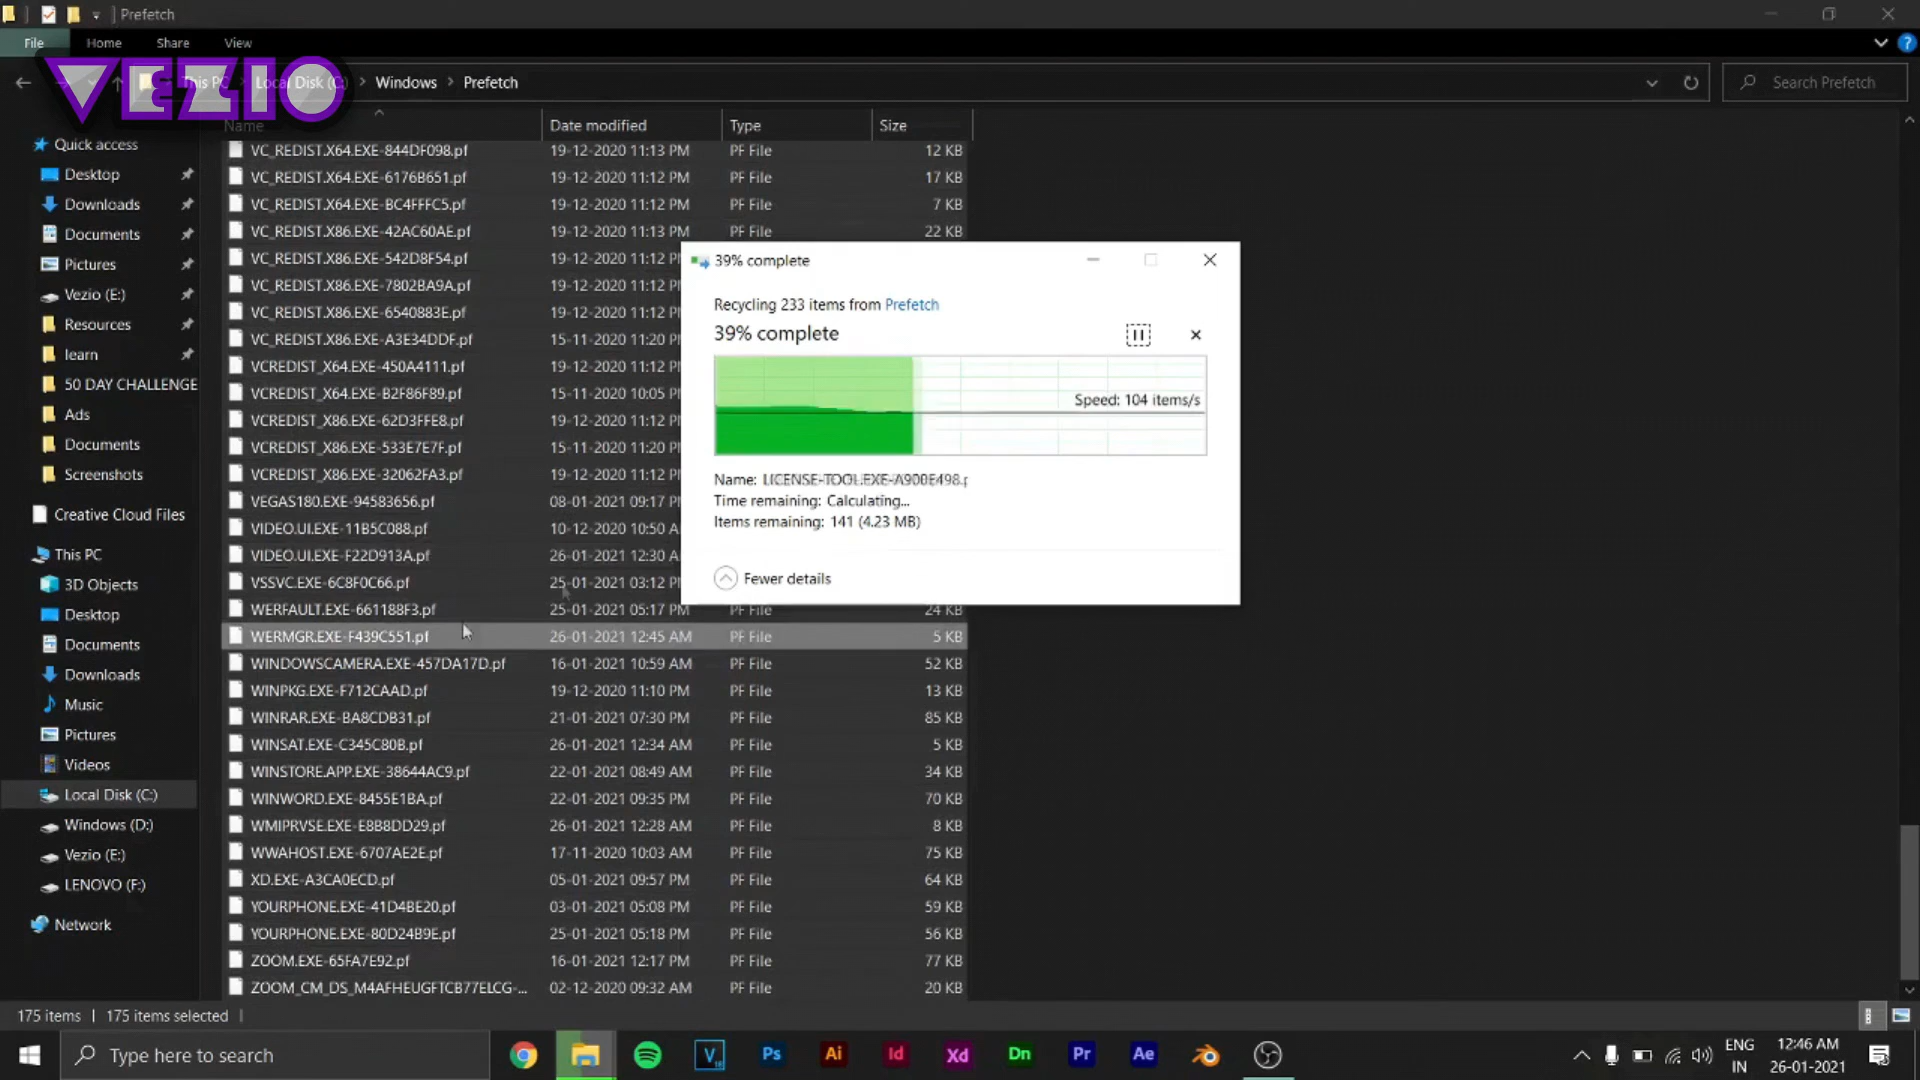 Prefetch
File Home Share View
VEZIO
This PC Local Disk (C:) Windows Prefetch
Search Prefetch
Name Date modified Type Size
Quick access
Desktop
Downloads
Documents
Pictures
Vezio (E:)
Resources
learn
50 DAY CHALLENGE
Ads
Documents
Screenshots
Creative Cloud Files
This PC
3D Objects
Desktop
Documents
Downloads
Music
Pictures
Videos
Local Disk (C:)
Windows (D:)
Vezio (E:)
LENOVO (F:)
Network
VC_REDIST.X64.EXE-844DF098.pf 19-12-2020 11:13 PM PF File 12 KB
VC_REDIST.X64.EXE-6176B651.pf 19-12-2020 11:12 PM PF File 17 KB
VC_REDIST.X64.EXE-BC4FFFC5.pf 19-12-2020 11:12 PM PF File 7 KB
VC_REDIST.X86.EXE-42AC60AE.pf 19-12-2020 11:13 PM PF File 22 KB
VC_REDIST.X86.EXE-542D8F54.pf 19-12-2020 11:12 P
VC_REDIST.X86.EXE-7802BA9A.pf 19-12-2020 11:12 P
VC_REDIST.X86.EXE-6540883E.pf 19-12-2020 11:12 P
VC_REDIST.X86.EXE-A3E34DDF.pf 15-11-2020 11:20 P
VCREDIST_X64.EXE-450A4111.pf 19-12-2020 11:12 P
VCREDIST_X64.EXE-B2F86F89.pf 15-11-2020 10:05 P
VCREDIST_X86.EXE-62D3FFE8.pf 19-12-2020 11:12 P
VCREDIST_X86.EXE-533E7E7F.pf 15-11-2020 11:20 P
VCREDIST_X86.EXE-32062FA3.pf 19-12-2020 11:12 P
VEGAS180.EXE-94583656.pf 08-01-2021 09:17 P
VIDEO.UI.EXE-11B5C088.pf 10-12-2020 10:50 A
VIDEO.UI.EXE-F22D913A.pf 26-01-2021 12:30 A
VSSVC.EXE-6C8F0C66.pf 25-01-2021 03:12 P
WERFAULT.EXE-661188F3.pf 25-01-2021 05:17 PM PF File 24 KB
WERMGR.EXE-F439C551.pf 26-01-2021 12:45 AM PF File 5 KB
WINDOWSCAMERA.EXE-457DA17D.pf 16-01-2021 10:59 AM PF File 52 KB
WINPKG.EXE-F712CAAD.pf 19-12-2020 11:10 PM PF File 13 KB
WINRAR.EXE-BA8CDB31.pf 21-01-2021 07:30 PM PF File 85 KB
WINSAT.EXE-C345C80B.pf 26-01-2021 12:34 AM PF File 5 KB
WINSTORE.APP.EXE-38644AC9.pf 22-01-2021 08:49 AM PF File 34 KB
WINWORD.EXE-8455E1BA.pf 22-01-2021 09:35 PM PF File 70 KB
WMIPRVSE.EXE-E8B8DD29.pf 26-01-2021 12:28 AM PF File 8 KB
WWAHOST.EXE-6707AE2E.pf 17-11-2020 10:03 AM PF File 75 KB
XD.EXE-A3CA0ECD.pf 05-01-2021 09:57 PM PF File 64 KB
YOURPHONE.EXE-41D4BE20.pf 03-01-2021 05:08 PM PF File 59 KB
YOURPHONE.EXE-80D24B9E.pf 25-01-2021 05:18 PM PF File 56 KB
ZOOM.EXE-65FA7E92.pf 16-01-2021 12:17 PM PF File 77 KB
ZOOM_CM_DS_M4AFHEUGFTCB77ELCG-... 02-12-2020 09:32 AM PF File 20 KB
39% complete
Recycling 233 items from Prefetch
39% complete
Speed: 104 items/s
Name: LICENSE-TOOL.EXE-A900E498.p
Time remaining: Calculating...
Items remaining: 141 (4.23 MB)
Fewer details
175 items 175 items selected
Type here to search
V 18 Ps Ai Id Xd Dn Pr Ae
ENG
IN
12:46 AM
26-01-2021